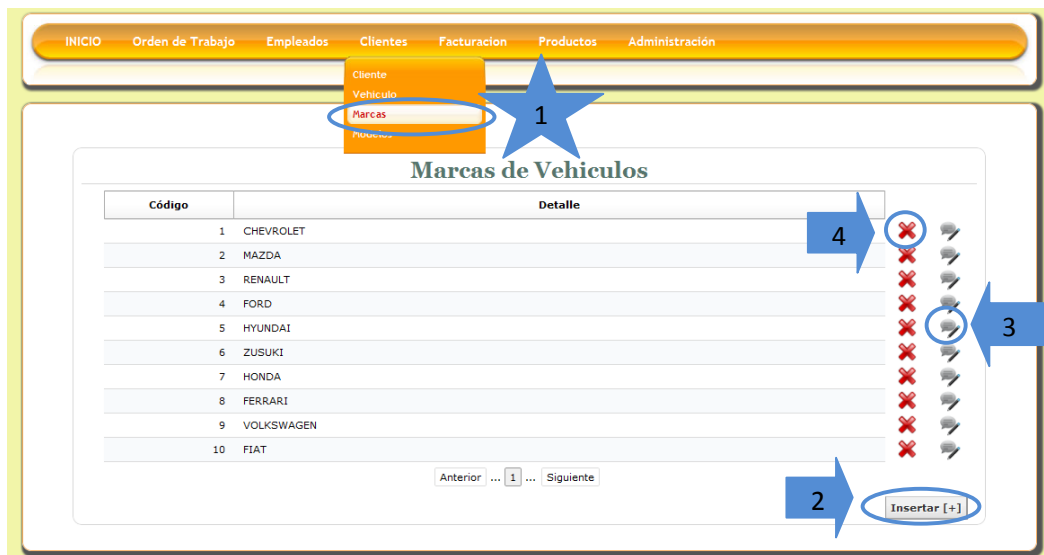 INICIO Orden de Trabajo Empleados Clientes Facturacion Productos Administración
Cliente
Vehiculo
Marcas
Modelos
1
Marcas de Vehiculos
Código Detalle
1 CHEVROLET
4
2 MAZDA
3 RENAULT
4 FORD
5 HYUNDAI
3
6 ZUSUKI
7 HONDA
8 FERRARI
9 VOLKSWAGEN
10 FIAT
Anterior ... 1 ... Siguiente
2
Insertar [+]